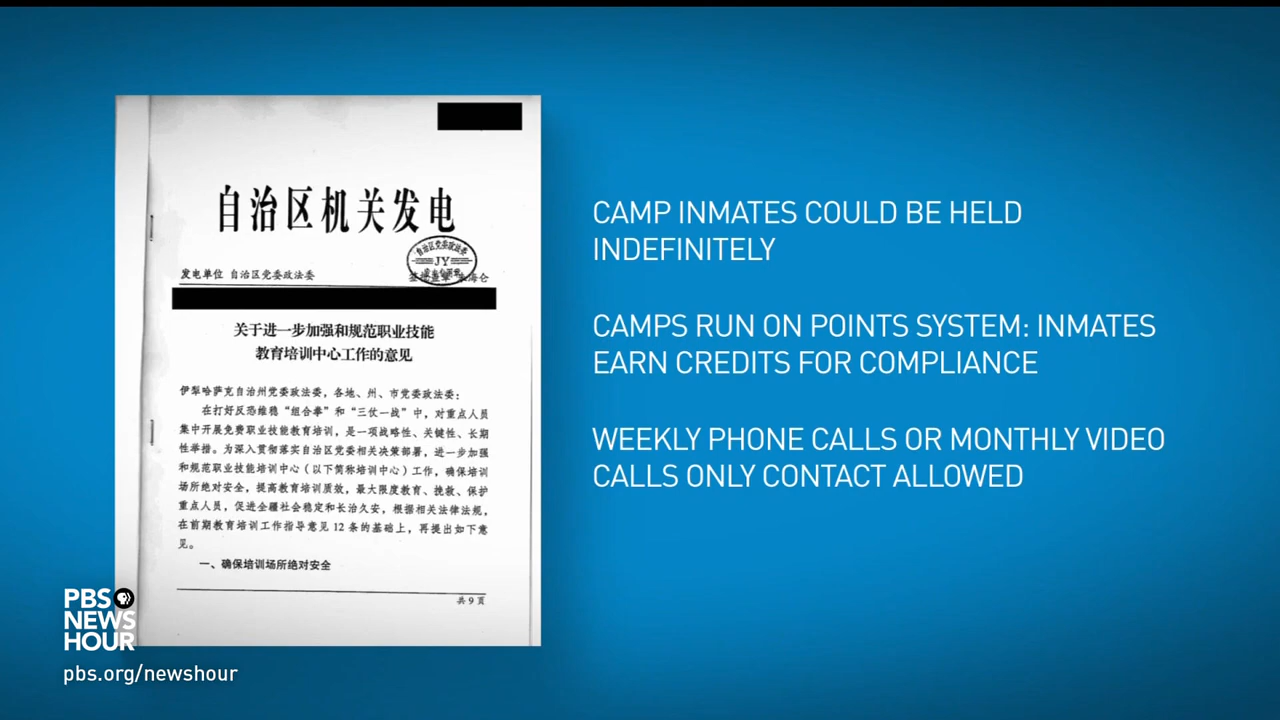 自治区机关发电
自治区党委政法委
JY
发电单位 自治区党委政法委
关于进一步加强和规范职业技能
教育培训中心工作的意见
伊犁哈萨克自治州党委政法委，各地、州、市党委政法委：
在打好反恐维稳“组合拳”和“三仗一战”中，对重点人员
集中开展免费职业技能教育培训，是一项战略性、关键性、长期
性举措。为深入贯彻落实自治区党委相关决策部署，进一步加强
和规范职业技能培训中心（以下简称培训中心）工作，确保培训
场所绝对安全，提高教育培训质效，最大限度教育、挽救、保护
重点人员，促进全疆社会稳定和长治久安，根据相关法律法规，
在前期教育培训工作指导意见 12 条的基础上，再提出如下意
见。
一、确保培训场所绝对安全
共 9 页
CAMP INMATES COULD BE HELD
INDEFINITELY
CAMPS RUN ON POINTS SYSTEM: INMATES
EARN CREDITS FOR COMPLIANCE
WEEKLY PHONE CALLS OR MONTHLY VIDEO
CALLS ONLY CONTACT ALLOWED
PBS
NEWS
HOUR
pbs.org/newshour